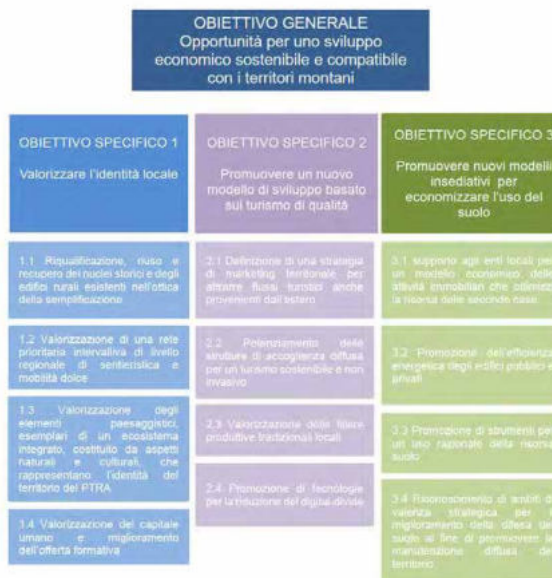 OBIETTIVO GENERALE
Opportunità per uno sviluppo
economico sostenibile e compatibile
con i territori montani
OBIETTIVO SPECIFICO 1
Valorizzare l'identità locale
1.1 Riqualificazione, riuso e
recupero dei nuclei storici e degli
edifici rurali esistenti nell'ottica
della semplificazione
1.2 Valorizzazione di una rete
prioritaria intervalliva di livello
regionale di sentieristica e
mobilità dolce
1.3 Valorizzazione degli
elementi paesaggistici,
esemplari di un ecosistema
integrato, costituito da aspetti
naturali e culturali, che
rappresentano l'identità del
territorio del PTRA
3.4 Valorizzazione del capitale
umano e miglioramento
dell'offerta formativa
OBIETTIVO SPECIFICO 2
Promuovere un nuovo
modello di sviluppo basato
sul turismo di qualità
2.1 Definizione di una strategia
di marketing territoriale per
attrarre flussi turistici anche
provenienti dall'estero
2.2 Potenziamento delle
strutture di accoglienza diffusa
per un turismo sostenibile e non
invasivo
2.3 Valorizzazione delle filiere
produttive tradizionali locali
2.4 Promozione di tecnologie
per la riduzione del digital divide
OBIETTIVO SPECIFICO 3
Promuovere nuovi modelli
insediativi per
economizzare l'uso del
suolo
3.1 supporto agli enti locali per
un modello economico delle
attività immobiliari che
la risorsa delle seconde case
3.2 Promozione dell'efficienza
energetica degli edifici pubblici e
privati
3.3 Promozione di strumenti per
un uso razionale della risorsa
suolo
3.4 Riconoscimento di ambiti di
valenza strategica per il
miglioramento della difesa del
suolo al fine di promuovere la
manutenzione diffusa del
territorio